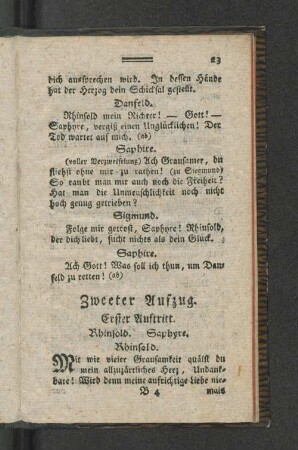 23
dich aussprechen wird. In dessen Hände
hat der Herzog dein Schicksal gestellt.
Danfeld.
Rhinsold mein Richter! — Gott! —
Saphyre, vergiß einen Unglücklichen! Der
Tod wartet auf mich. (ab)
Saphire.
(voller Verzweiflung) Ach Grausamer, du
fliehst ohne mir zu rathen! (zu Siegmund)
So raubt man mir auch noch die Freiheit?
Hat man die Unmenschlichkeit noch nicht
hoch genug getrieben?
Sigmund.
Folge mir getrost, Saphyre! Rhinsold,
der dich liebt, sucht nichts als dein Glück.
Saphire.
Ach Gott! Was soll ich thun, um Dan-
feld zu retten! (ab)
Zweeter Aufzug.
Erster Auftritt.
Rhinsold. Saphyre.
Rhinsold.
Mit wie vieler Grausamkeit quälst du
mein allzuzärtliches Herz, Undank-
bare! Wird denn meine aufrichtige Liebe nie-
B 4 mals